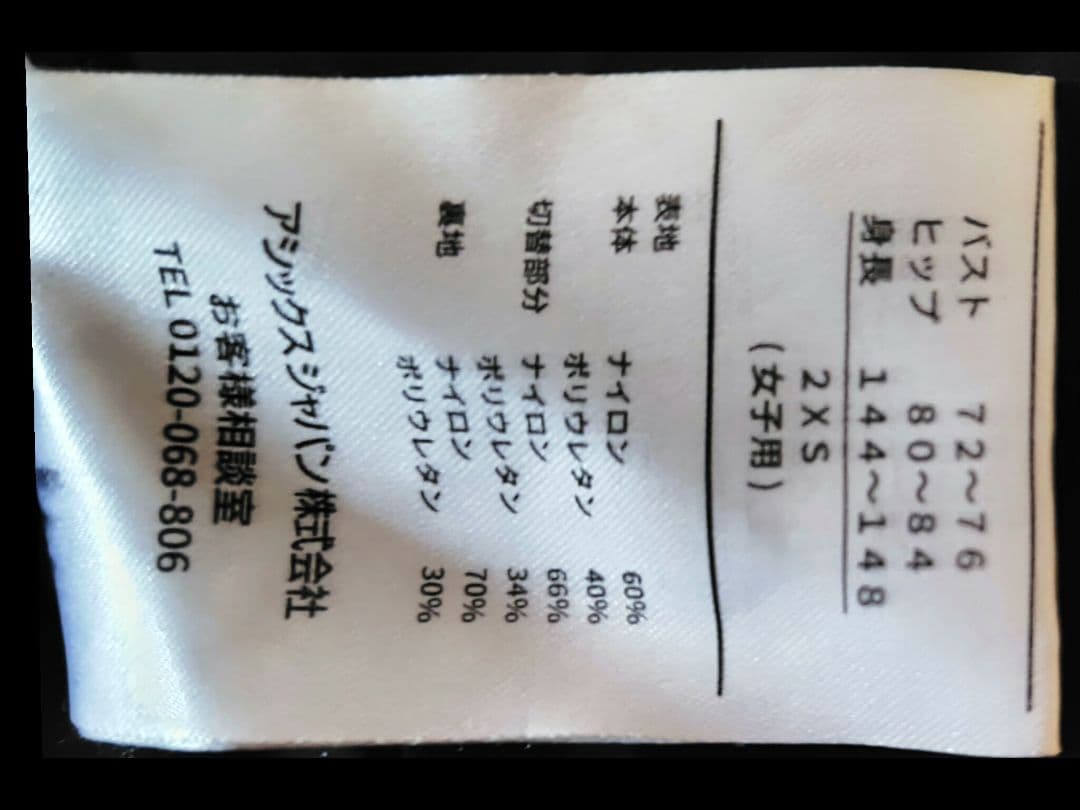 バスト 72～76
ヒップ 80～84
身長 144～148
2XS
(女子用)
表地
本体 ナイロン 60%
ポリウレタン 40%
切替部分 ナイロン 66%
ポリウレタン 34%
裏地 ナイロン 70%
ポリウレタン 30%
アシックスジャパン株式会社
お客様相談室
TEL 0120-068-806